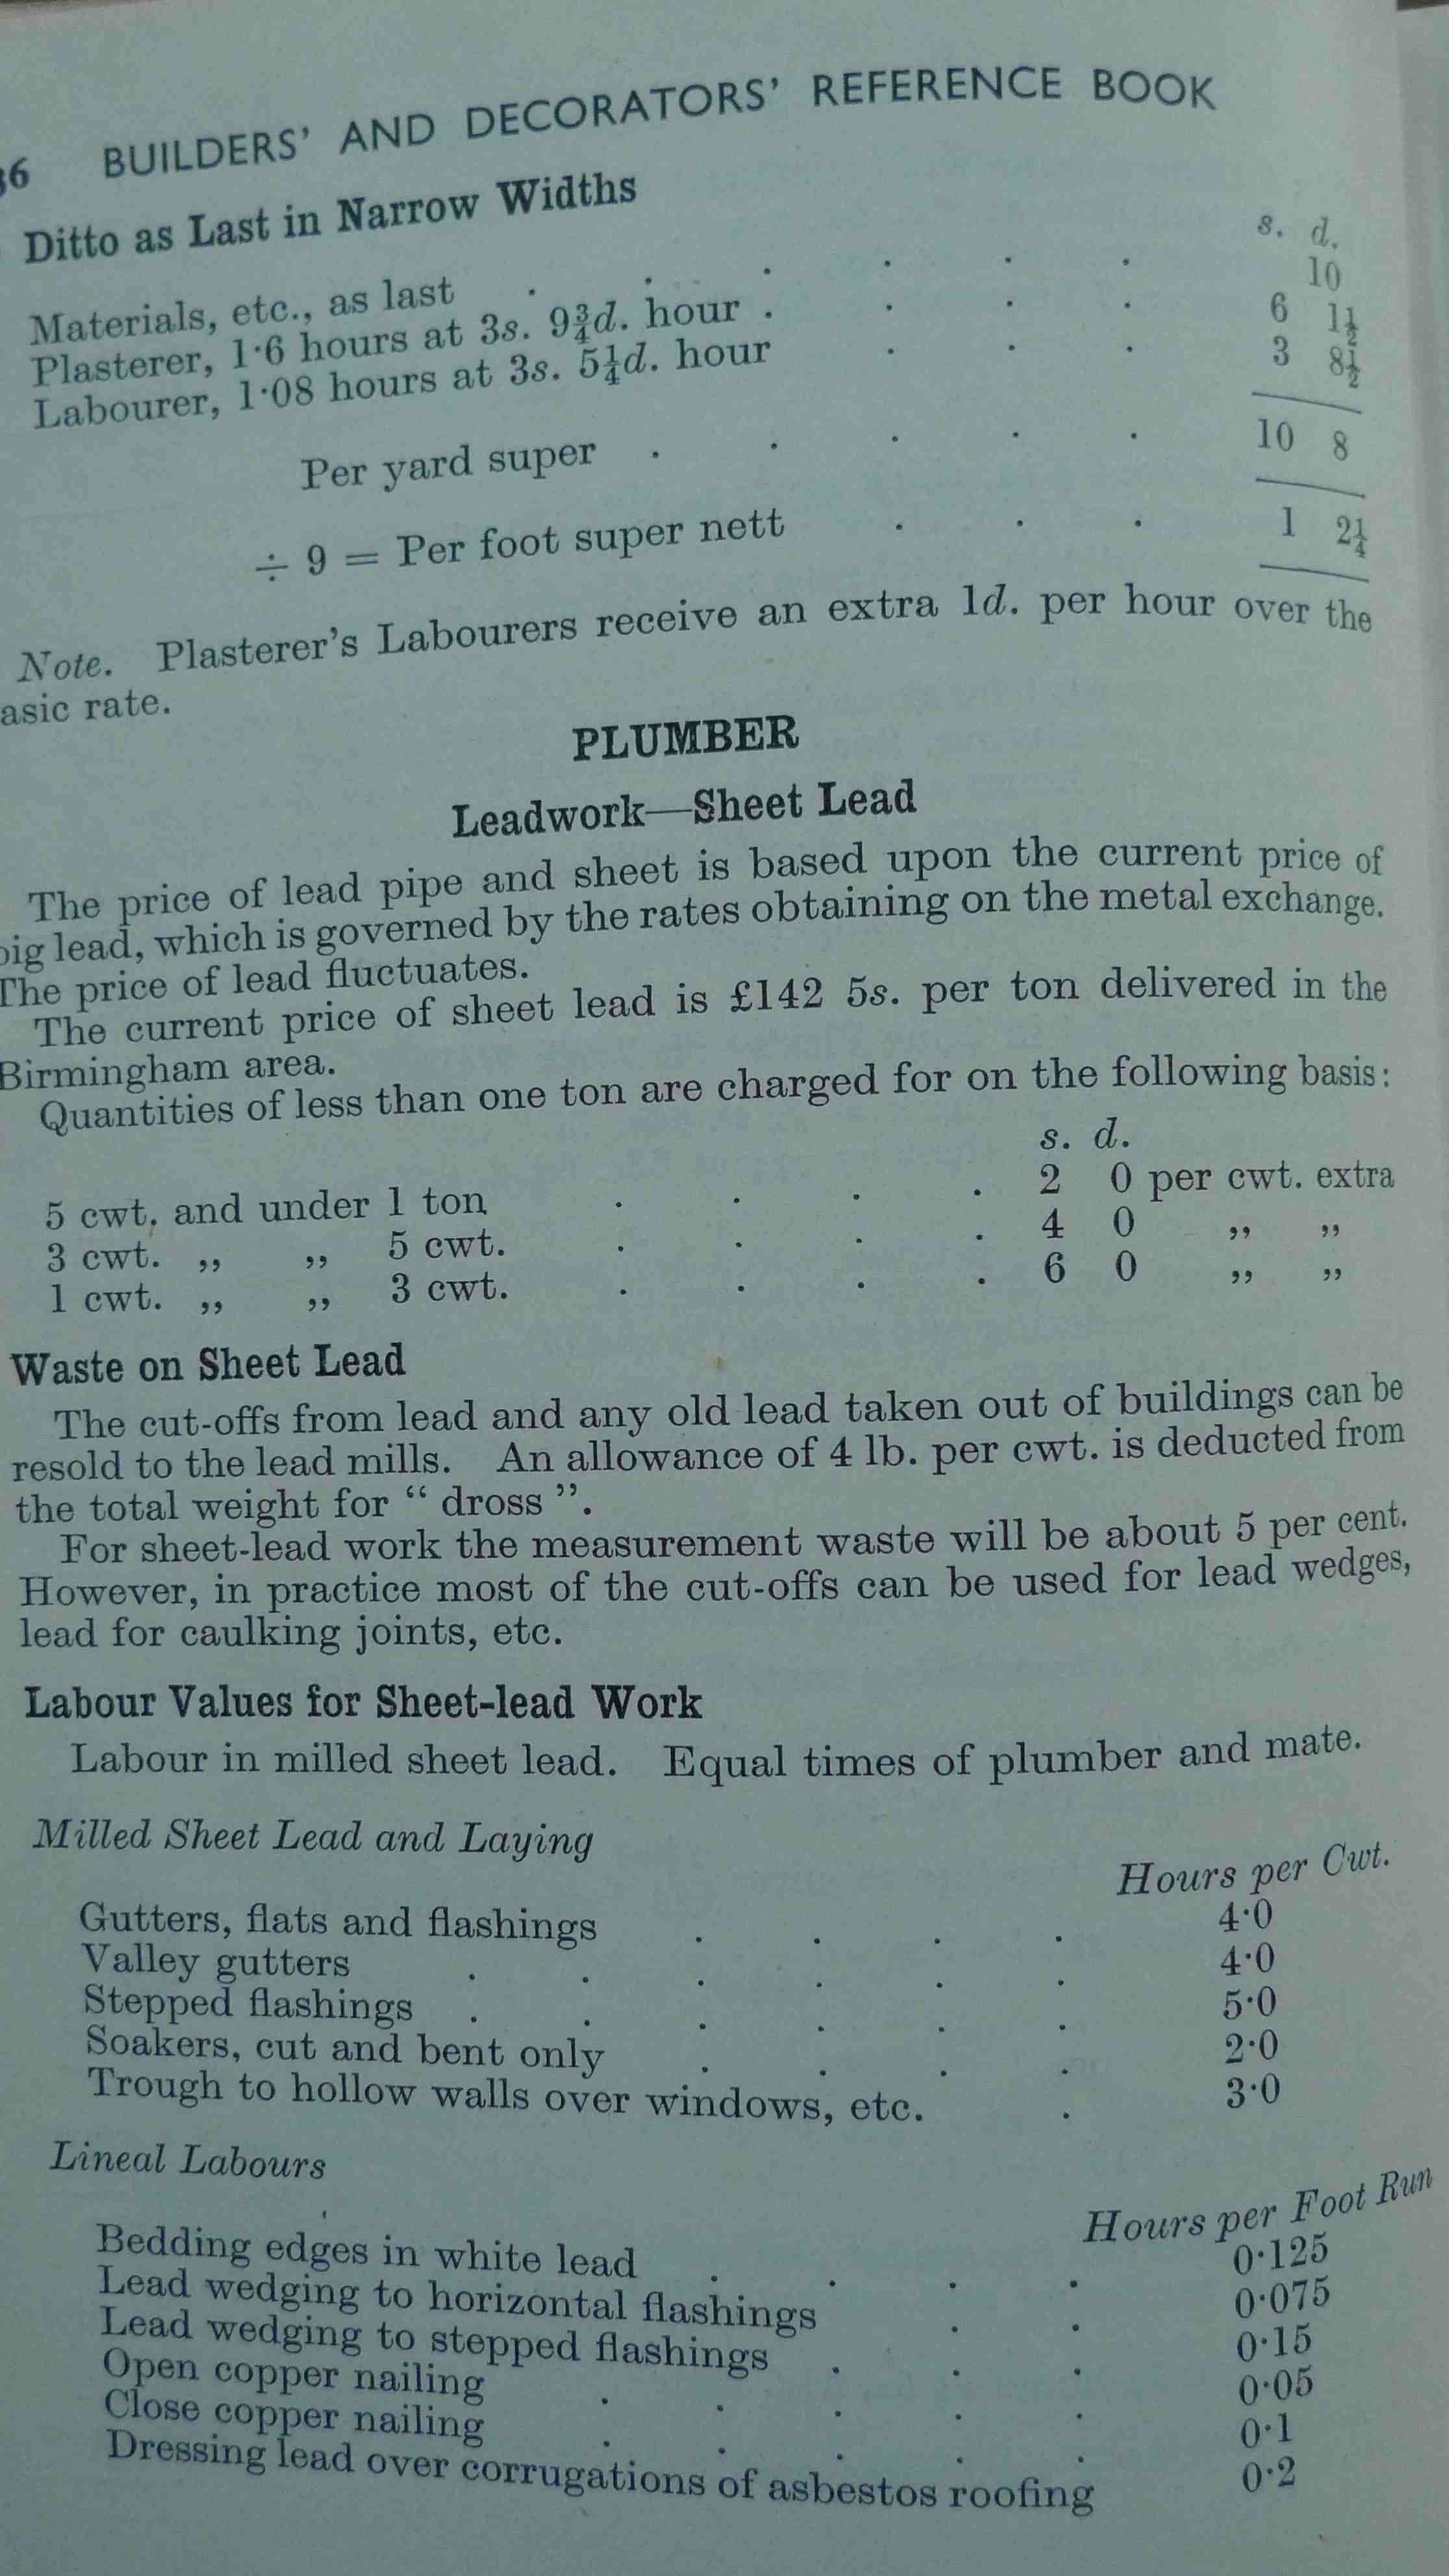 36 BUILDERS' AND DECORATORS' REFERENCE BOOK
Ditto as Last in Narrow Widths
s. d.
Materials, etc., as last . . . . . . 10
Plasterer, 1·6 hours at 3s. 9¾d. hour . . . . 6 1½
Labourer, 1·08 hours at 3s. 5¼d. hour . . . 3 8½
Per yard super . . . . . 10 8
÷ 9 = Per foot super nett . . . 1 2¼
Note. Plasterer's Labourers receive an extra 1d. per hour over the
asic rate.
PLUMBER
Leadwork—Sheet Lead
The price of lead pipe and sheet is based upon the current price of
pig lead, which is governed by the rates obtaining on the metal exchange.
The price of lead fluctuates.
The current price of sheet lead is £142 5s. per ton delivered in the
Birmingham area.
Quantities of less than one ton are charged for on the following basis:
s. d.
5 cwt. and under 1 ton . . . . 2 0 per cwt. extra
3 cwt. ,, ,, 5 cwt. . . . . 4 0 ,, ,,
1 cwt. ,, ,, 3 cwt. . . . . 6 0 ,, ,,
Waste on Sheet Lead
The cut-offs from lead and any old lead taken out of buildings can be
resold to the lead mills. An allowance of 4 lb. per cwt. is deducted from
the total weight for “ dross ”.
For sheet-lead work the measurement waste will be about 5 per cent.
However, in practice most of the cut-offs can be used for lead wedges,
lead for caulking joints, etc.
Labour Values for Sheet-lead Work
Labour in milled sheet lead. Equal times of plumber and mate.
Milled Sheet Lead and Laying
Hours per Cwt.
Gutters, flats and flashings . . . . 4·0
Valley gutters . . . . . . 4·0
Stepped flashings . . . . . . 5·0
Soakers, cut and bent only . . . . 2·0
Trough to hollow walls over windows, etc. . 3·0
Lineal Labours
Hours per Foot Run
Bedding edges in white lead . . . . 0·125
Lead wedging to horizontal flashings . . 0·075
Lead wedging to stepped flashings . . . 0·15
Open copper nailing . . . . . 0·05
Close copper nailing . . . . . 0·1
Dressing lead over corrugations of asbestos roofing 0·2